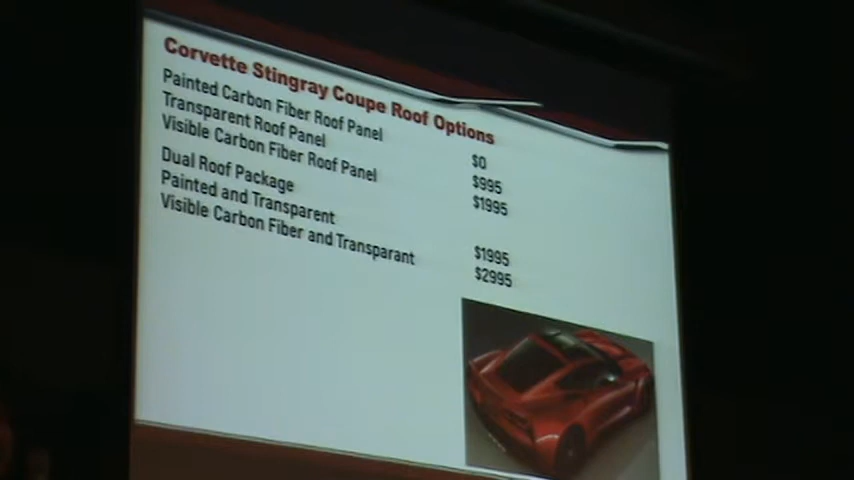 Corvette Stingray Coupe Roof Options
Painted Carbon Fiber Roof Panel $0
Transparent Roof Panel $995
Visible Carbon Fiber Roof Panel $1995
Dual Roof Package
Painted and Transparent $1995
Visible Carbon Fiber and Transparant $2995